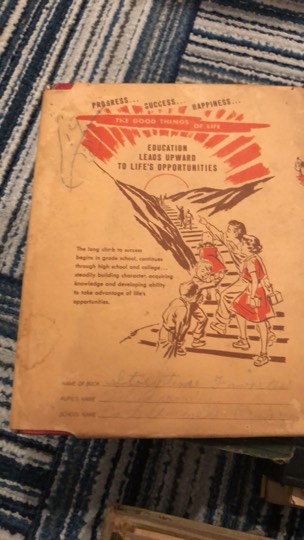 PROGRESS... SUCCESS... HAPPINESS...
THE GOOD THINGS OF LIFE
EDUCATION
LEADS UPWARD
TO LIFE'S OPPORTUNITIES
The long climb to success
begins in grade school, continues
through high school and college...
steadily building character, acquiring
knowledge and developing ability
to take advantage of life's
opportunities.
NAME OF BOOK Storytime Favorites
PUPIL'S NAME
SCHOOL NAME